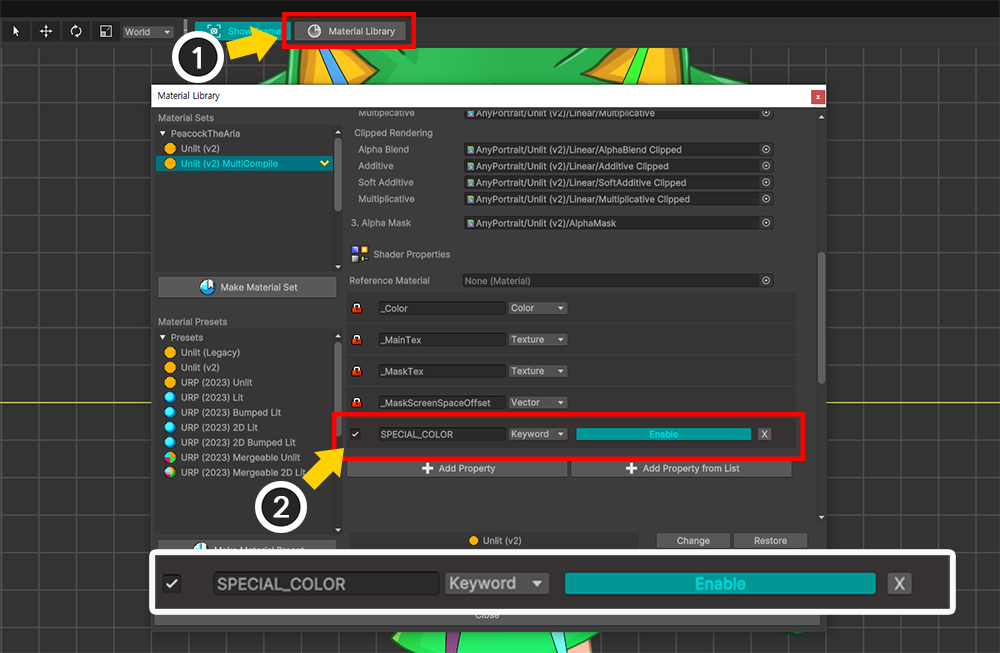 World
Show Frame
Material Library
1
Material Library
x
Material Sets
PeacockTheAria
Unlit (v2)
Unlit (v2) MultiCompile
Make Material Set
Material Presets
Presets
Unlit (Legacy)
Unlit (v2)
URP (2023) Unlit
URP (2023) Lit
URP (2023) Bumped Lit
URP (2023) 2D Lit
URP (2023) 2D Bumped Lit
URP (2023) Mergeable Unlit
URP (2023) Mergeable 2D Lit
Make Material Preset
Multiplicative AnyPortrait/Unlit (v2)/Linear/Multiplicative
Clipped Rendering
Alpha Blend AnyPortrait/Unlit (v2)/Linear/AlphaBlend Clipped
Additive AnyPortrait/Unlit (v2)/Linear/Additive Clipped
Soft Additive AnyPortrait/Unlit (v2)/Linear/SoftAdditive Clipped
Multiplicative AnyPortrait/Unlit (v2)/Linear/Multiplicative Clipped
3. Alpha Mask AnyPortrait/Unlit (v2)/AlphaMask
Shader Properties
Reference Material None (Material)
_Color Color
_MainTex Texture
_MaskTex Texture
_MaskScreenSpaceOffset Vector
SPECIAL_COLOR Keyword Enable X
2
Add Property Add Property from List
Unlit (v2) Change Restore
SPECIAL_COLOR Keyword Enable X
Close